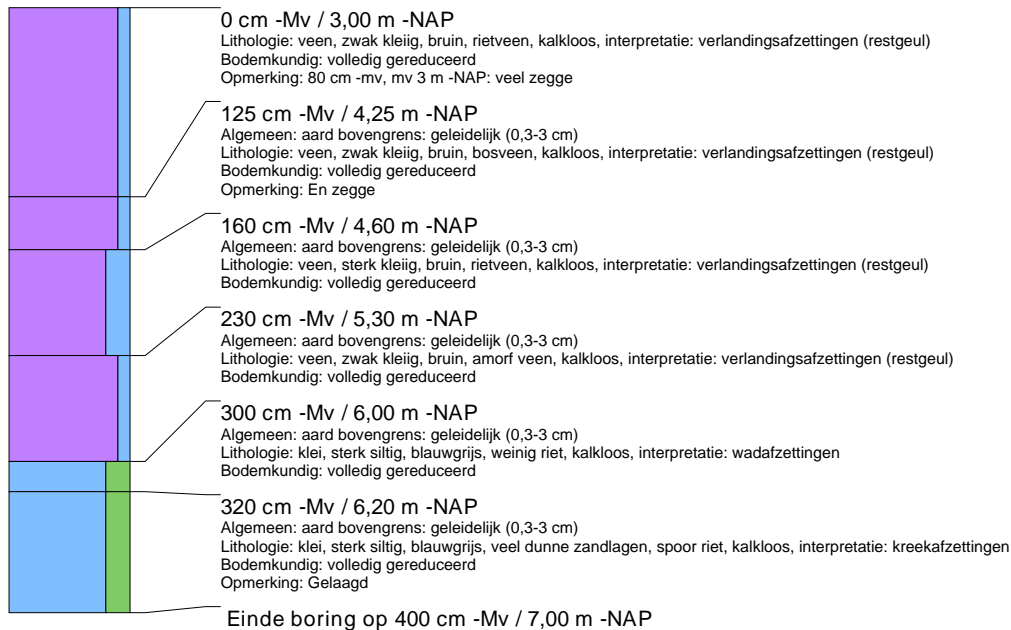 0 cm -Mv / 3,00 m -NAP
Lithologie: veen, zwak kleiig, bruin, rietveen, kalkloos, interpretatie: verlandingsafzettingen (restgeul)
Bodemkundig: volledig gereduceerd
Opmerking: 80 cm -mv, mv 3 m -NAP: veel zegge
125 cm -Mv / 4,25 m -NAP
Algemeen: aard bovengrens: geleidelijk (0,3-3 cm)
Lithologie: veen, zwak kleiig, bruin, bosveen, kalkloos, interpretatie: verlandingsafzettingen (restgeul)
Bodemkundig: volledig gereduceerd
Opmerking: En zegge
160 cm -Mv / 4,60 m -NAP
Algemeen: aard bovengrens: geleidelijk (0,3-3 cm)
Lithologie: veen, sterk kleiig, bruin, rietveen, kalkloos, interpretatie: verlandingsafzettingen (restgeul)
Bodemkundig: volledig gereduceerd
230 cm -Mv / 5,30 m -NAP
Algemeen: aard bovengrens: geleidelijk (0,3-3 cm)
Lithologie: veen, zwak kleiig, bruin, amorf veen, kalkloos, interpretatie: verlandingsafzettingen (restgeul)
Bodemkundig: volledig gereduceerd
300 cm -Mv / 6,00 m -NAP
Algemeen: aard bovengrens: geleidelijk (0,3-3 cm)
Lithologie: klei, sterk siltig, blauwgrijs, weinig riet, kalkloos, interpretatie: wadafzettingen
Bodemkundig: volledig gereduceerd
320 cm -Mv / 6,20 m -NAP
Algemeen: aard bovengrens: geleidelijk (0,3-3 cm)
Lithologie: klei, sterk siltig, blauwgrijs, veel dunne zandlagen, spoor riet, kalkloos, interpretatie: kreekafzettingen
Bodemkundig: volledig gereduceerd
Opmerking: Gelaagd
Einde boring op 400 cm -Mv / 7,00 m -NAP